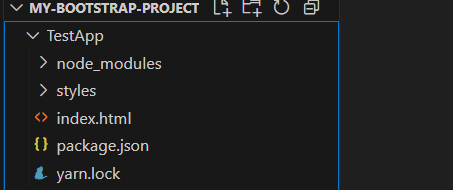 MY-BOOTSTRAP-PROJECT
TestApp
node_modules
styles
index.html
package.json
yarn.lock